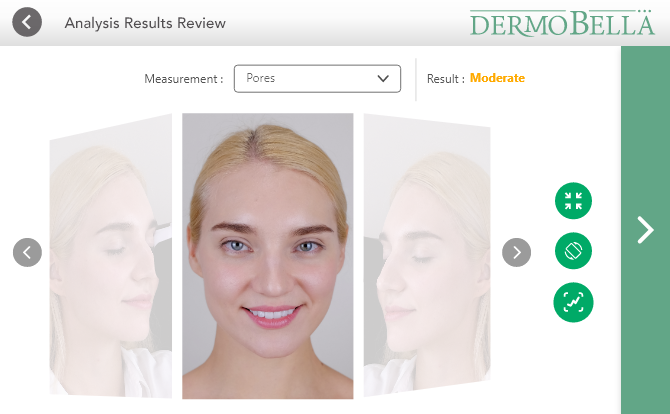 Analysis Results Review
DERMOBELLA
Measurement :
Pores
Result : Moderate